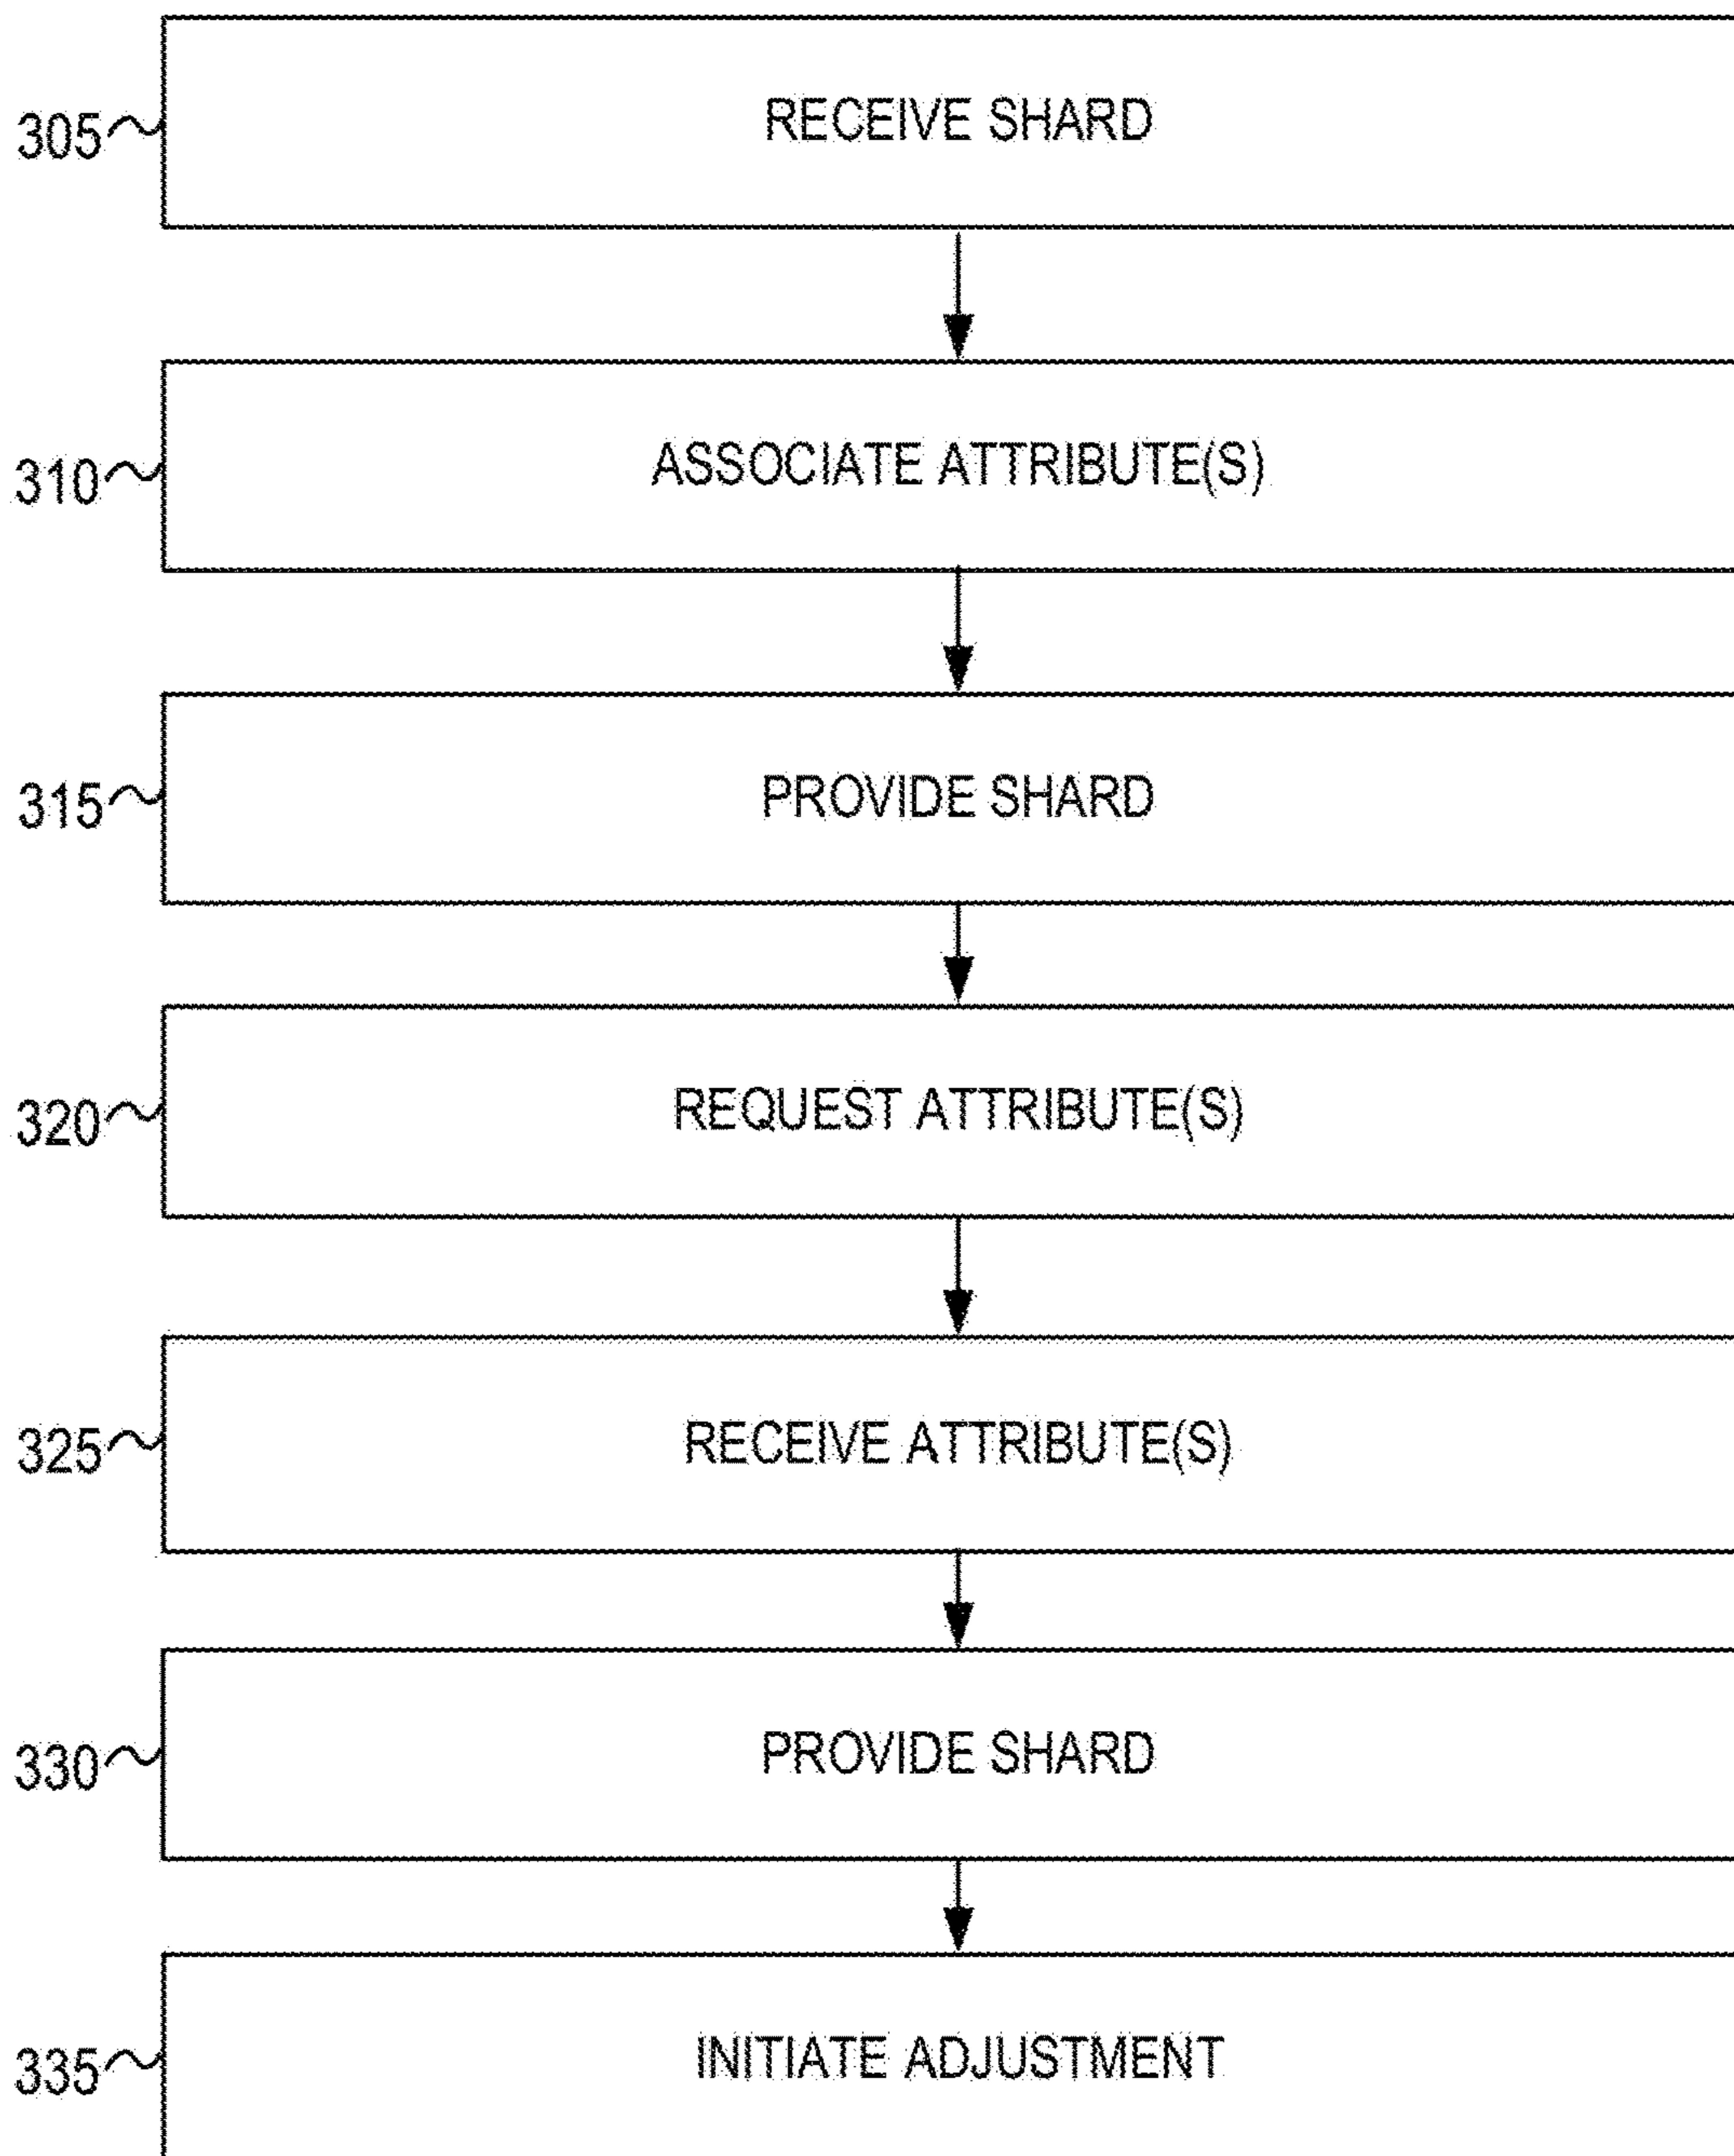 305
RECEIVE SHARD
310
ASSOCIATE ATTRIBUTE(S)
315
PROVIDE SHARD
320
REQUEST ATTRIBUTE(S)
325
RECEIVE ATTRIBUTE(S)
330
PROVIDE SHARD
335
INITIATE ADJUSTMENT